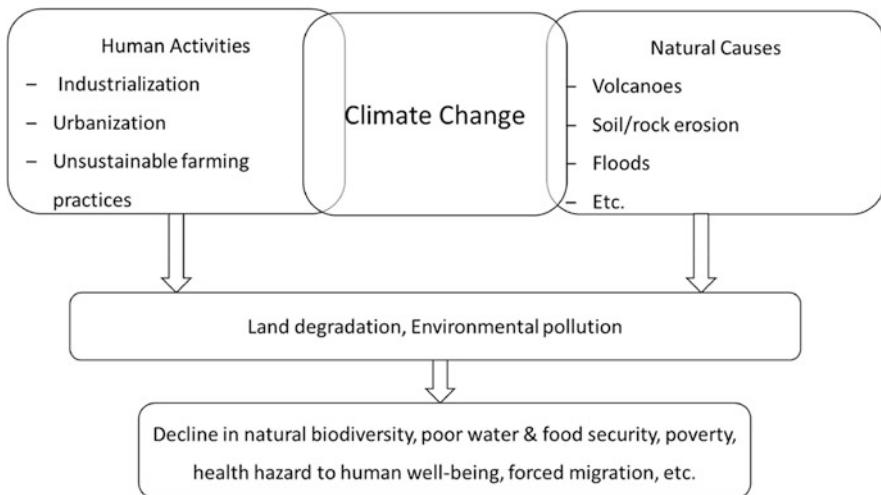 Human Activities
– Industrialization
– Urbanization
– Unsustainable farming
practices
Climate Change
Natural Causes
– Volcanoes
– Soil/rock erosion
– Floods
– Etc.
Land degradation, Environmental pollution
Decline in natural biodiversity, poor water & food security, poverty,
health hazard to human well-being, forced migration, etc.